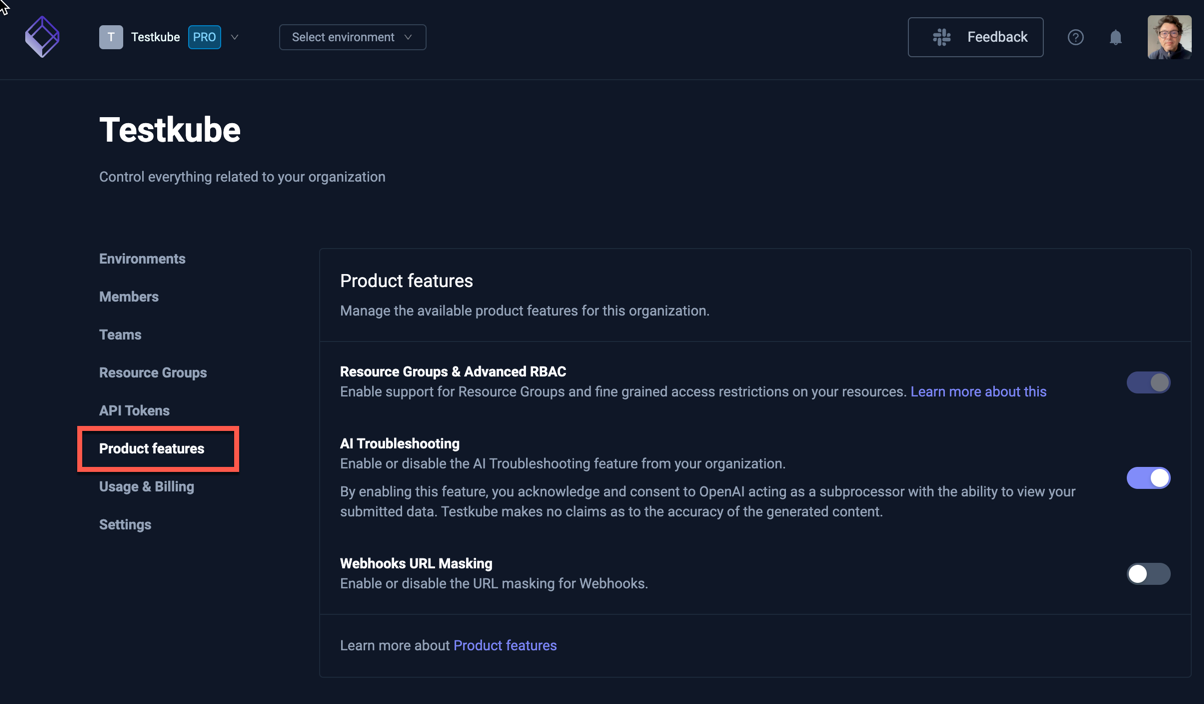 T Testkube PRO
Select environment
Feedback
?
Testkube
Control everything related to your organization
Environments
Members
Teams
Resource Groups
API Tokens
Product features
Usage & Billing
Settings
Product features
Manage the available product features for this organization.
Resource Groups & Advanced RBAC
Enable support for Resource Groups and fine grained access restrictions on your resources. Learn more about this
AI Troubleshooting
Enable or disable the AI Troubleshooting feature from your organization.
By enabling this feature, you acknowledge and consent to OpenAI acting as a subprocessor with the ability to view your
submitted data. Testkube makes no claims as to the accuracy of the generated content.
Webhooks URL Masking
Enable or disable the URL masking for Webhooks.
Learn more about Product features